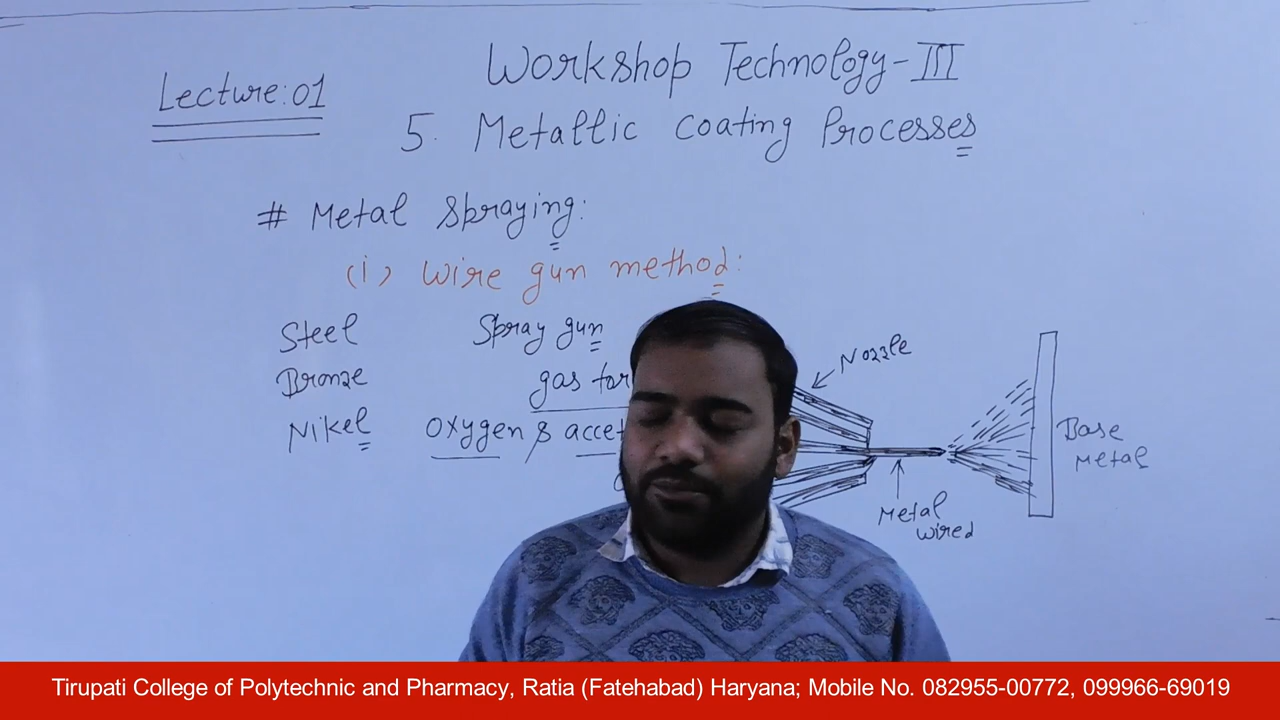 Workshop Technology-III
Lecture:01
5. Metallic Coating Processes
# Metal Spraying:
(i) Wire gun method:
Steel
Spray gun
Nozzle
Bronze
gas
Nikel
oxygen &
Base
Metal
Metal
wired
Tirupati College of Polytechnic and Pharmacy, Ratia (Fatehabad) Haryana; Mobile No. 082955-00772, 099966-69019